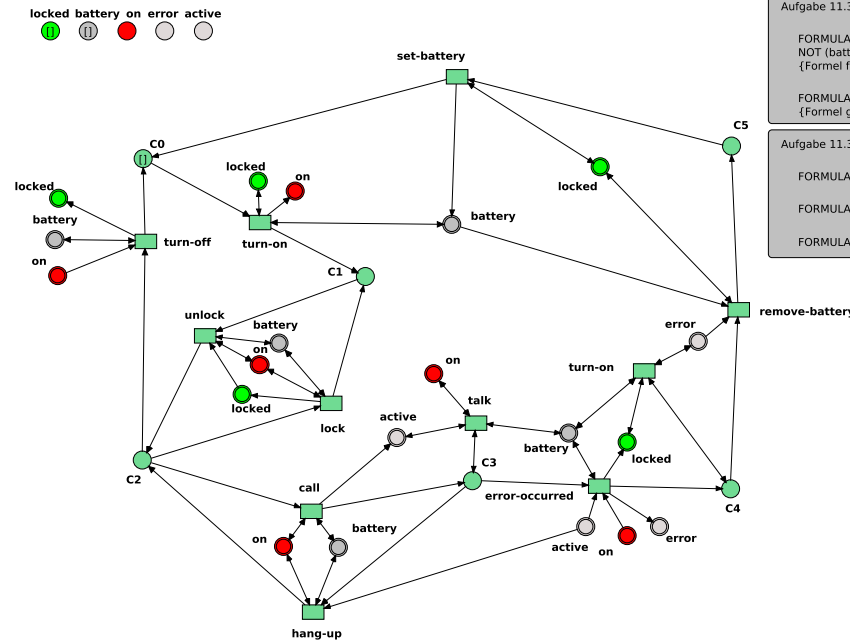 locked battery on error active
[] []
Aufgabe 11.3
FORMULA
NOT (batt
{Formel f
FORMULA
{Formel g
set-battery
C5
C0
[]
locked
on
locked
locked
battery
battery
turn-off
turn-on
on
Aufgabe 11.3
FORMULA
FORMULA
FORMULA
C1
unlock
battery
on
locked
lock
remove-battery
error
turn-on
on
talk
active
battery
locked
C2
C3
call
error-occurred
C4
on
battery
active
on
error
hang-up